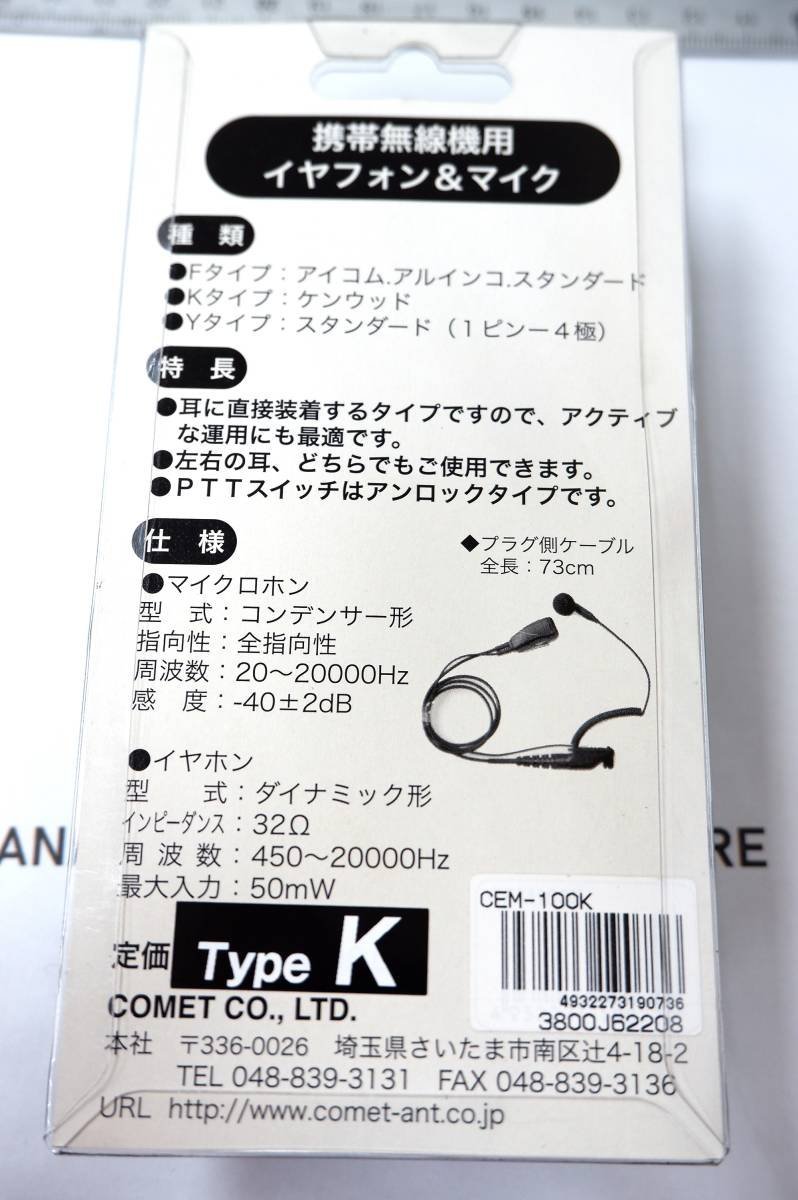 携帯無線機用
イヤフォン＆マイク
種　類
●Fタイプ：アイコム.アルインコ.スタンダード
●Kタイプ：ケンウッド
●Yタイプ：スタンダード（１ピンー４極）
特　長
●耳に直接装着するタイプですので、アクティブ
な運用にも最適です。
●左右の耳、どちらでもご使用できます。
●ＰＴＴスイッチはアンロックタイプです。
仕　様
◆プラグ側ケーブル
全長：73cm
●マイクロホン
型　式：コンデンサー形
指向性：全指向性
周波数：20〜20000Hz
感　度：-40±2dB
●イヤホン
型　　式：ダイナミック形
インピーダンス：32Ω
周 波 数：450〜20000Hz
最大入力：50mW
AN
RE
CEM-100K
4932273190736
3800J62208
定価
Type K
COMET CO., LTD.
本社　〒336-0026　埼玉県さいたま市南区辻4-18-2
TEL 048-839-3131　FAX 048-839-3136
URL　http://www.comet-ant.co.jp